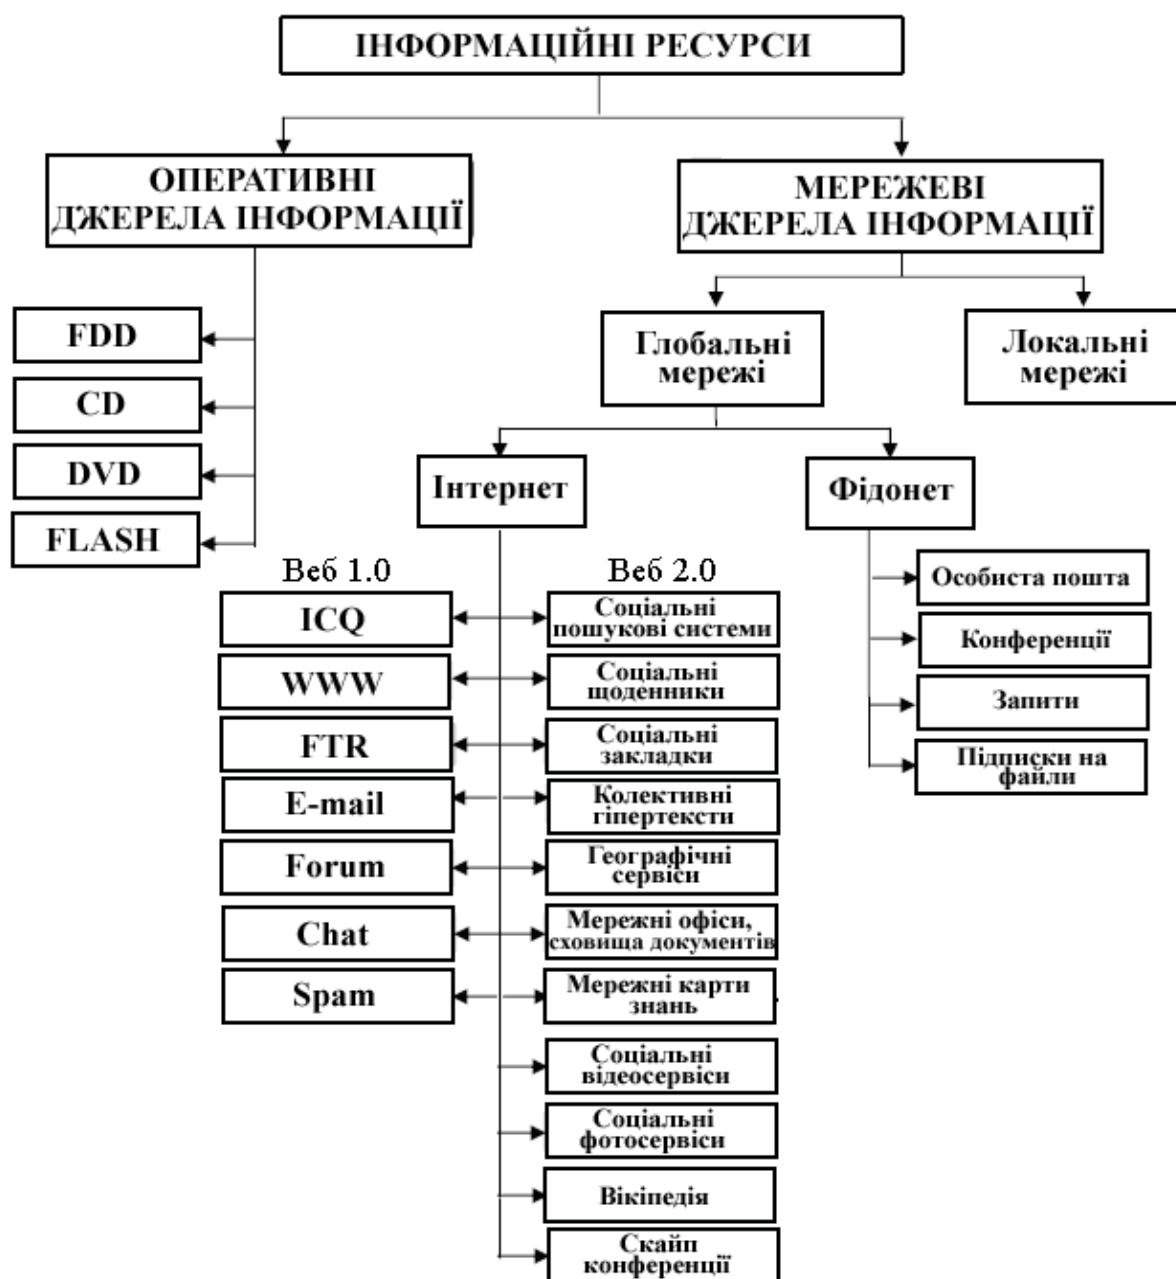 ІНФОРМАЦІЙНІ РЕСУРСИ
ОПЕРАТИВНІ
ДЖЕРЕЛА ІНФОРМАЦІЇ
МЕРЕЖЕВІ
ДЖЕРЕЛА ІНФОРМАЦІЇ
FDD
CD
DVD
FLASH
Глобальні
мережі
Локальні
мережі
Інтернет
Фідонет
Веб 1.0
ICQ
WWW
FTR
E-mail
Forum
Chat
Spam
Веб 2.0
Соціальні
пошукові системи
Соціальні
щоденники
Соціальні
закладки
Колективні
гіпертексти
Географічні
сервіси
Мережні офіси,
сховища документів
Мережні карти
знань
Соціальні
відеосервіси
Соціальні
фотосервіси
Вікіпедія
Скайп
конференції
Особиста пошта
Конференції
Запити
Підписки на
файли